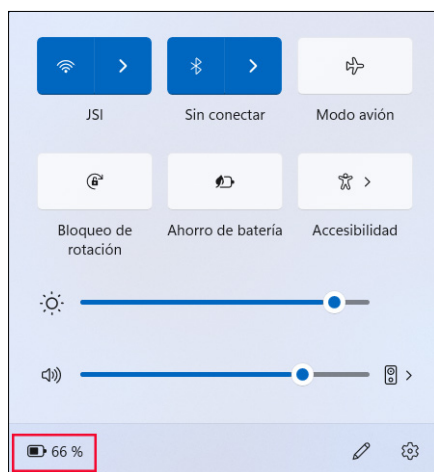 JSI
Sin conectar
Modo avión
Bloqueo de
rotación
Ahorro de batería
Accesibilidad
66 %